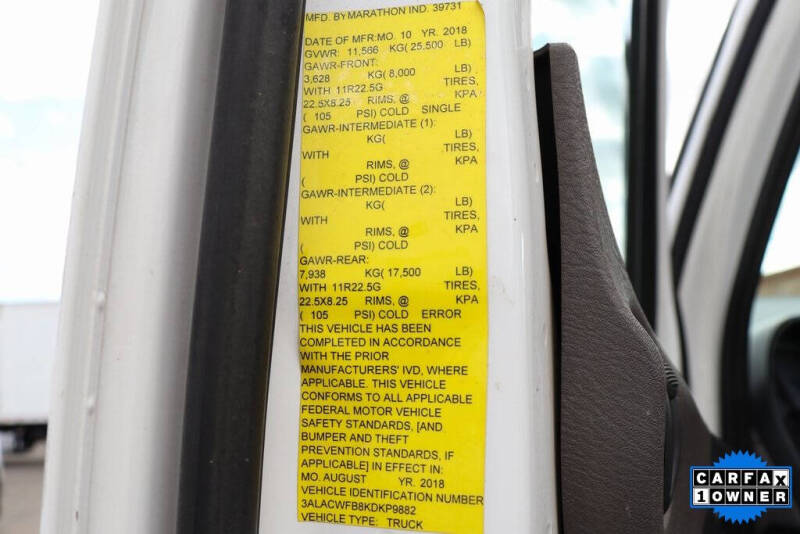 MFD. BY MARATHON IND. 39731
DATE OF MFR:MO. 10 YR. 2018
GVWR: 11,566 KG( 25,500 LB)
GAWR-FRONT:
3,628 KG( 8,000 LB)
WITH 11R22.5G TIRES,
22.5X8.25 RIMS, @ KPA
( 105 PSI) COLD SINGLE
GAWR-INTERMEDIATE (1):
KG( LB)
WITH TIRES,
RIMS, @ KPA
( PSI) COLD
GAWR-INTERMEDIATE (2):
KG( LB)
WITH TIRES,
RIMS, @ KPA
( PSI) COLD
GAWR-REAR:
7,938 KG( 17,500 LB)
WITH 11R22.5G TIRES,
22.5X8.25 RIMS, @ KPA
( 105 PSI) COLD ERROR
THIS VEHICLE HAS BEEN
COMPLETED IN ACCORDANCE
WITH THE PRIOR
MANUFACTURERS' IVD, WHERE
APPLICABLE. THIS VEHICLE
CONFORMS TO ALL APPLICABLE
FEDERAL MOTOR VEHICLE
SAFETY STANDARDS, [AND
BUMPER AND THEFT
PREVENTION STANDARDS, IF
APPLICABLE] IN EFFECT IN:
MO. AUGUST YR. 2018
VEHICLE IDENTIFICATION NUMBER
3ALACWFB8KDKP9882
VEHICLE TYPE: TRUCK
CARFAX
1 OWNER